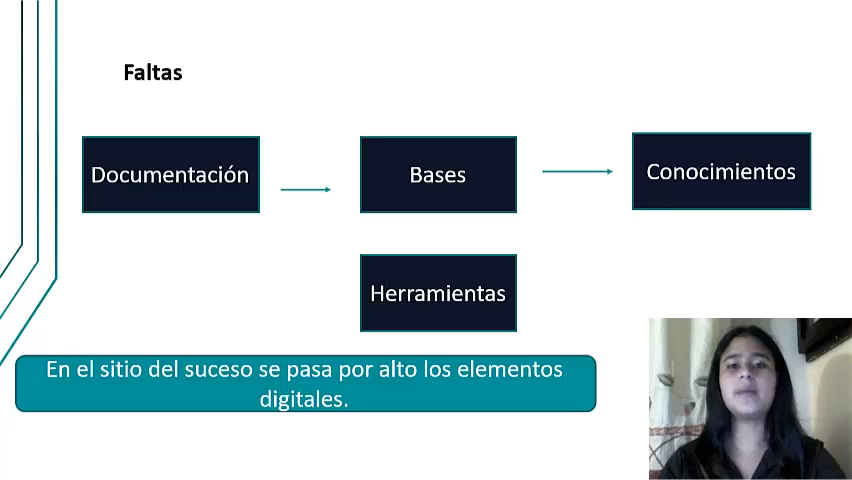 Faltas
Documentación
Bases
Conocimientos
Herramientas
En el sitio del suceso se pasa por alto los elementos
digitales.